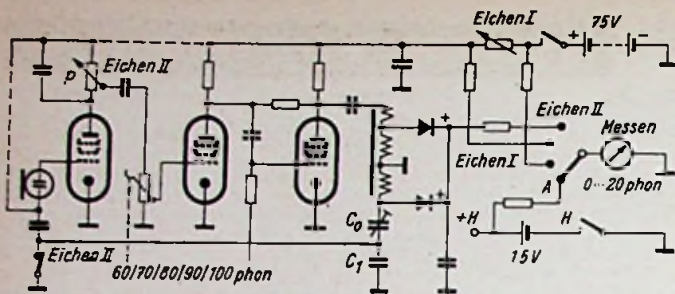 Eichen I
+ 75V -
p
Eichen II
+
Eichen II
Messen
Eichen I
0...20 phon
A
+
C0
+H
H
Eichen II
60/70/80/90/100 phon
C1
15V